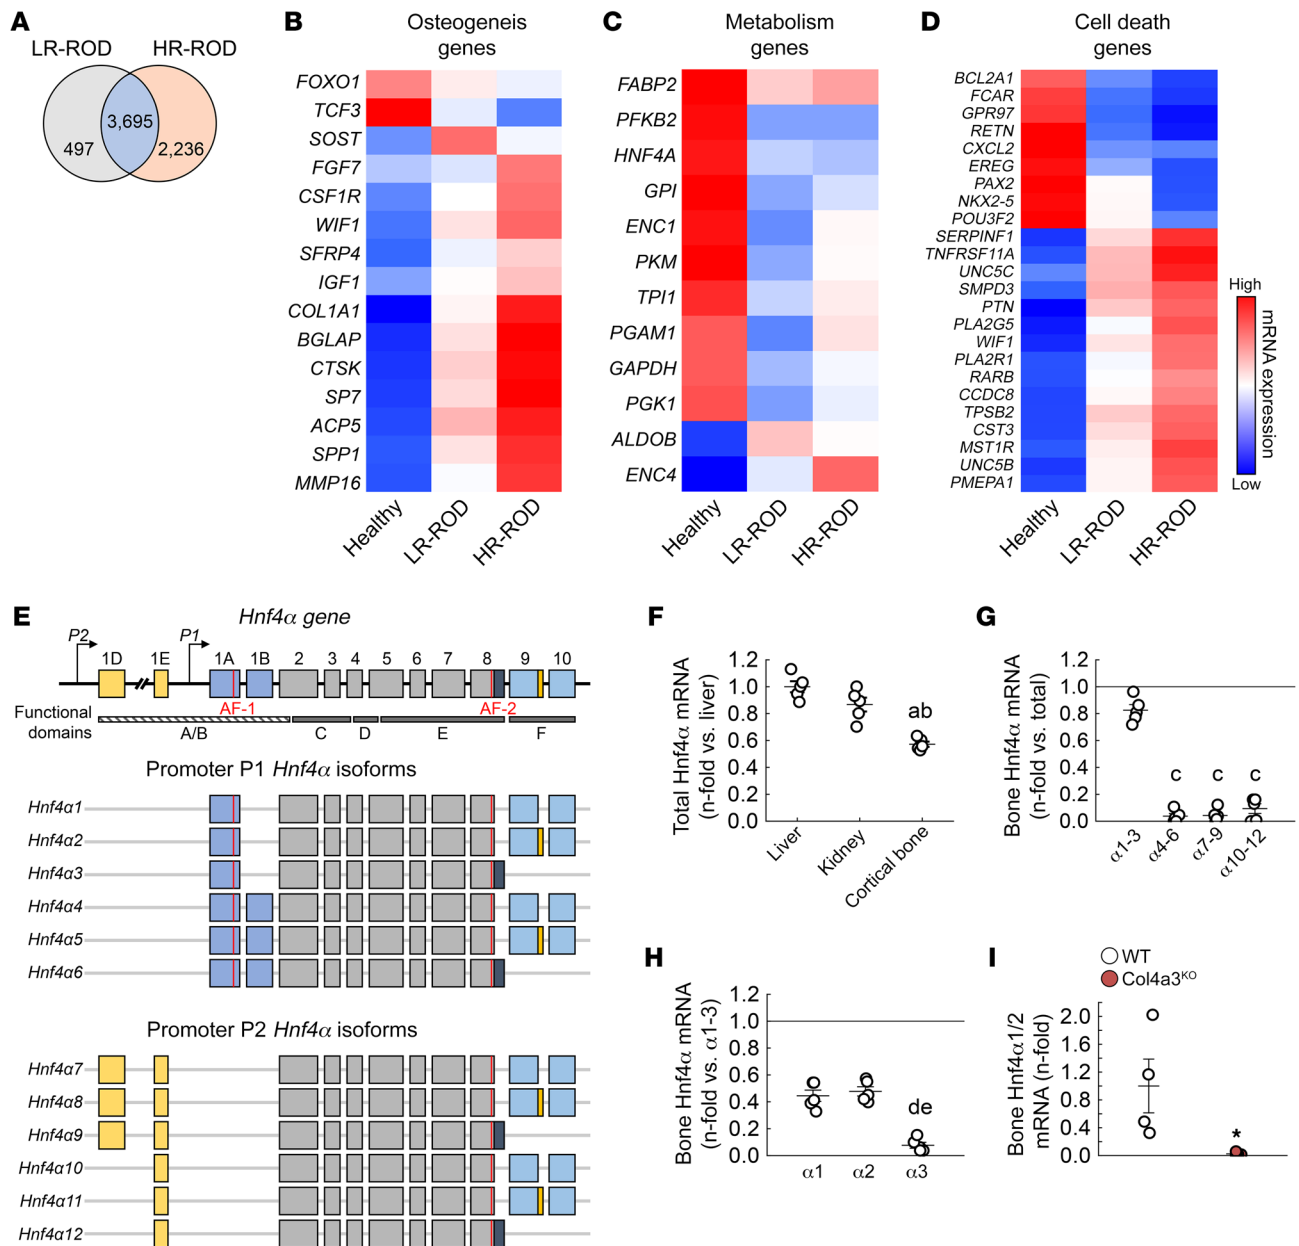 A
LR-ROD HR-ROD
3,695
497
2,236
B
Osteogeneis
genes
FOXO1
TCF3
SOST
FGF7
CSF1R
WIF1
SFRP4
IGF1
COL1A1
BGLAP
CTSK
SP7
ACP5
SPP1
MMP16
Healthy
LR-ROD
HR-ROD
C
Metabolism
genes
FABP2
PFKB2
HNF4A
GPI
ENC1
PKM
TPI1
PGAM1
GAPDH
PGK1
ALDOB
ENC4
Healthy
LR-ROD
HR-ROD
D
Cell death
genes
BCL2A1
FCAR
GPR97
RETN
CXCL2
EREG
PAX2
NKX2-5
POU3F2
SERPINF1
TNFRSF11A
UNC5C
SMPD3
PTN
PLA2G5
WIF1
PLA2R1
RARB
CCDC8
TPSB2
CST3
MST1R
UNC5B
PMEPA1
Healthy
LR-ROD
HR-ROD
High
mRNA expression
Low
E
Hnf4α gene
P2 P1
1D 1E 1A 1B 2 3 4 5 6 7 8 9 10
AF-1 AF-2
Functional
domains
A/B C D E F
Promoter P1 Hnf4α isoforms
Hnf4α1
Hnf4α2
Hnf4α3
Hnf4α4
Hnf4α5
Hnf4α6
Promoter P2 Hnf4α isoforms
Hnf4α7
Hnf4α8
Hnf4α9
Hnf4α10
Hnf4α11
Hnf4α12
F
Total Hnf4α mRNA
(n-fold vs. liver)
1.2
1.0
0.8
0.6
0.4
0.2
0.0
ab
Liver
Kidney
Cortical bone
G
Bone Hnf4α mRNA
(n-fold vs. total)
1.2
1.0
0.8
0.6
0.4
0.2
0.0
c c c
α1-3
α4-6
α7-9
α10-12
H
Bone Hnf4α mRNA
(n-fold vs. α1-3)
1.2
1.0
0.8
0.6
0.4
0.2
0.0
de
α1 α2 α3
I
WT
Col4a3KO
Bone Hnf4α1/2
mRNA (n-fold)
2.0
1.6
1.2
0.8
0.4
0.0
*